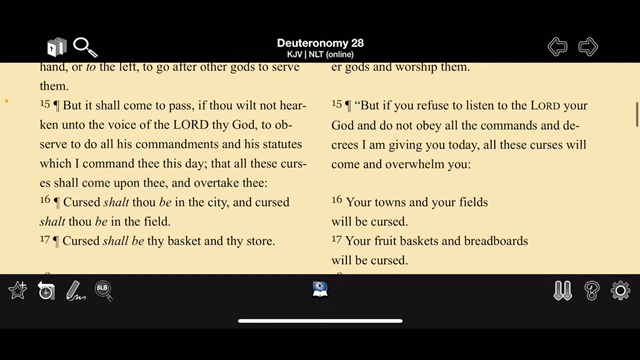 Deuteronomy 28
KJV | NLT (online)
hand, or to the left, to go after other gods to serve
them.
15 ¶ But it shall come to pass, if thou wilt not hear-
ken unto the voice of the LORD thy God, to ob-
serve to do all his commandments and his statutes
which I command thee this day; that all these curs-
es shall come upon thee, and overtake thee:
16 ¶ Cursed shalt thou be in the city, and cursed
shalt thou be in the field.
17 ¶ Cursed shall be thy basket and thy store.
er gods and worship them.
15 ¶ “But if you refuse to listen to the LORD your
God and do not obey all the commands and de-
crees I am giving you today, all these curses will
come and overwhelm you:
16 Your towns and your fields
will be cursed.
17 Your fruit baskets and breadboards
will be cursed.
SLB